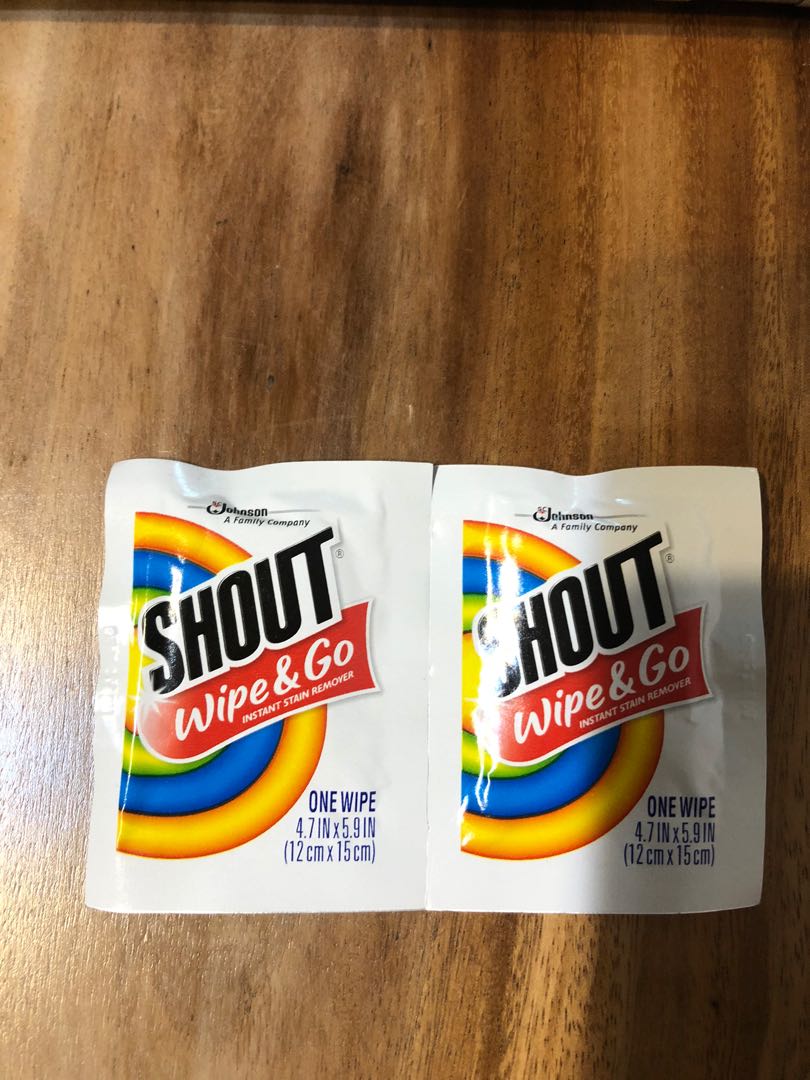 SC Johnson
A Family Company
SHOUT®
Wipe & Go
INSTANT STAIN REMOVER
ONE WIPE
4.7 IN x 5.9 IN
(12 cm x 15 cm)
SC Johnson
A Family Company
SHOUT®
Wipe & Go
INSTANT STAIN REMOVER
ONE WIPE
4.7 IN x 5.9 IN
(12 cm x 15 cm)